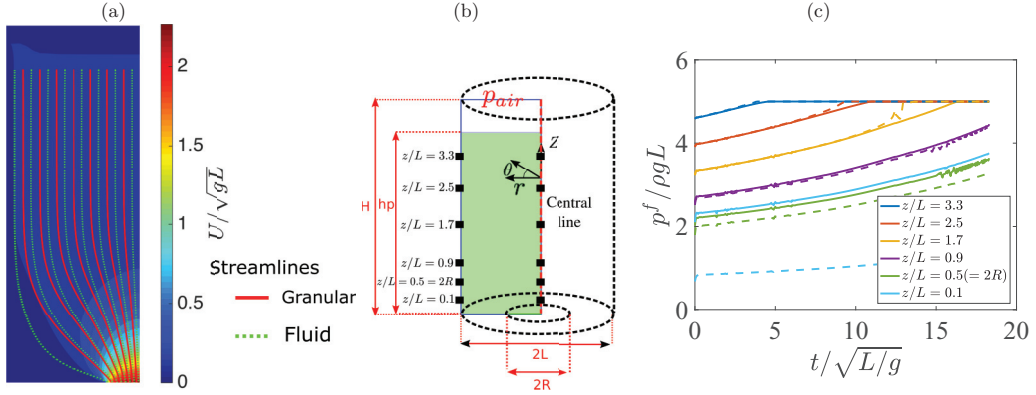 (a)
2
1.5
1
0.5
0
U/√gL
Streamlines
Granular
Fluid
(b)
p_air
H
hp
z/L = 3.3
z/L = 2.5
z/L = 1.7
z/L = 0.9
z/L = 0.5 = 2R
z/L = 0.1
z
θ
r
Central
line
2L
2R
(c)
p^f/ρgL
6
4
2
0
0
5
10
15
20
t/√L/g
z/L = 3.3
z/L = 2.5
z/L = 1.7
z/L = 0.9
z/L = 0.5(= 2R)
z/L = 0.1